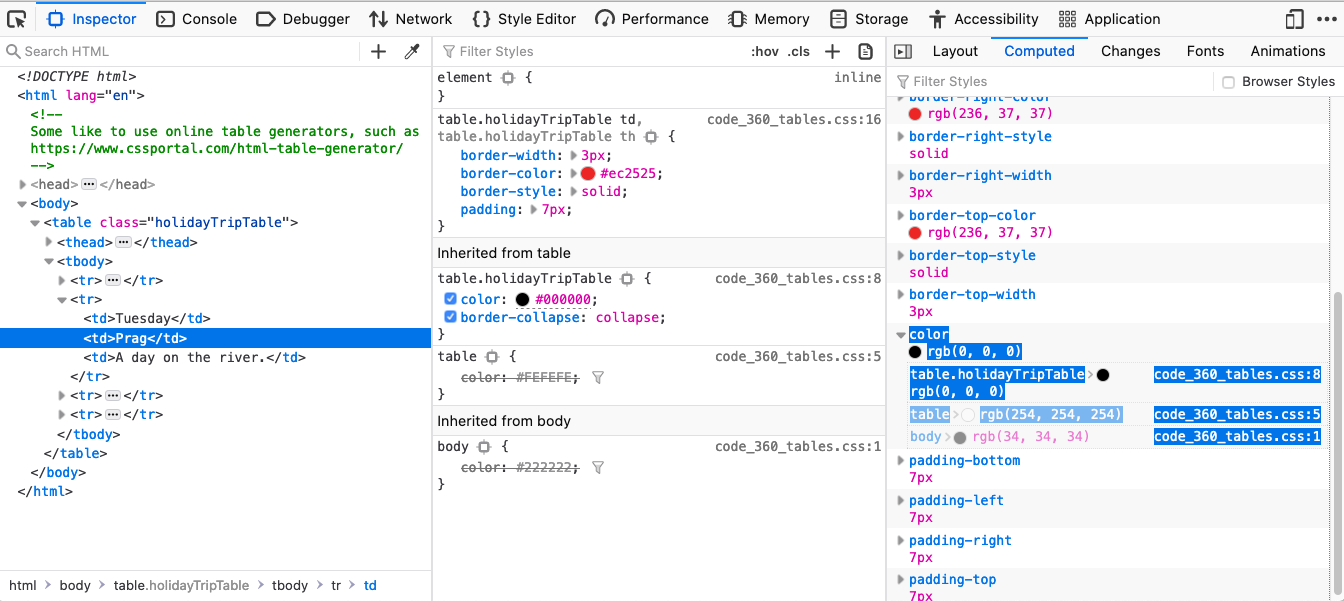 Inspector Console Debugger Network Style Editor Performance Memory Storage Accessibility Application
Search HTML
<!DOCTYPE html>
<html lang="en">
<!--
Some like to use online table generators, such as
https://www.cssportal.com/html-table-generator/
-->
<head></head>
<body>
<table class="holidayTripTable">
<thead></thead>
<tbody>
<tr></tr>
<tr>
<td>Tuesday</td>
<td>Prag</td>
<td>A day on the river.</td>
</tr>
<tr></tr>
<tr></tr>
</tbody>
</table>
</body>
</html>
html > body > table.holidayTripTable > tbody > tr > td
Filter Styles :hov .cls
element { inline
}
table.holidayTripTable td, code_360_tables.css:16
table.holidayTripTable th {
border-width: 3px;
border-color: #ec2525;
border-style: solid;
padding: 7px;
}
Inherited from table
table.holidayTripTable { code_360_tables.css:8
color: #000000;
border-collapse: collapse;
}
table { code_360_tables.css:5
color: #FEFEFE;
}
Inherited from body
body { code_360_tables.css:1
color: #222222;
}
Layout Computed Changes Fonts Animations
Filter Styles Browser Styles
border-right-color
rgb(236, 37, 37)
border-right-style
solid
border-right-width
3px
border-top-color
rgb(236, 37, 37)
border-top-style
solid
border-top-width
3px
color
rgb(0, 0, 0)
table.holidayTripTable code_360_tables.css:8
rgb(0, 0, 0)
table rgb(254, 254, 254) code_360_tables.css:5
body rgb(34, 34, 34) code_360_tables.css:1
padding-bottom
7px
padding-left
7px
padding-right
7px
padding-top
7px